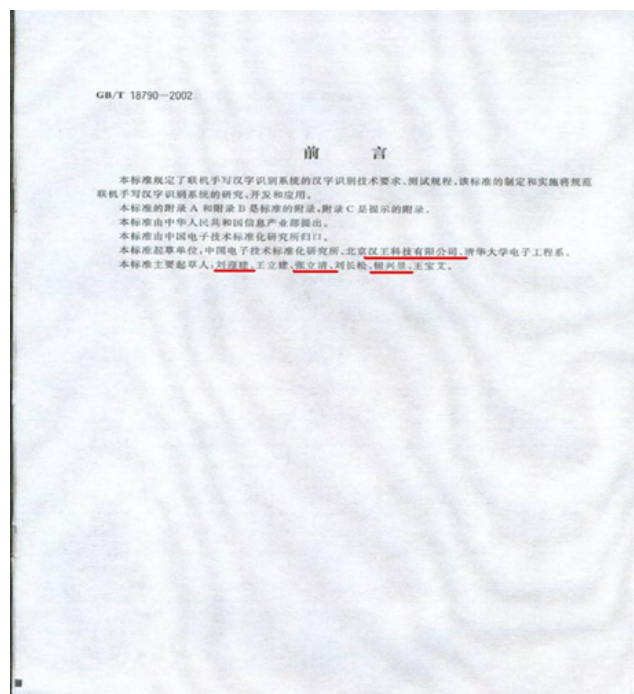 GB/T 18790—2002
前 言
本标准规定了联机手写汉字识别系统的汉字识别技术要求、测试规程,该标准的制定和实施将规范
联机手写汉字识别系统的研究、开发和应用。
本标准的附录 A 和附录 B 是标准的附录,附录 C 是提示的附录。
本标准由中华人民共和国信息产业部提出。
本标准由中国电子技术标准化研究所归口。
本标准起草单位:中国电子技术标准化研究所、北京汉王科技有限公司、清华大学电子工程系。
本标准主要起草人:刘迎建、王立建、张立清、刘长松、王宝艾。